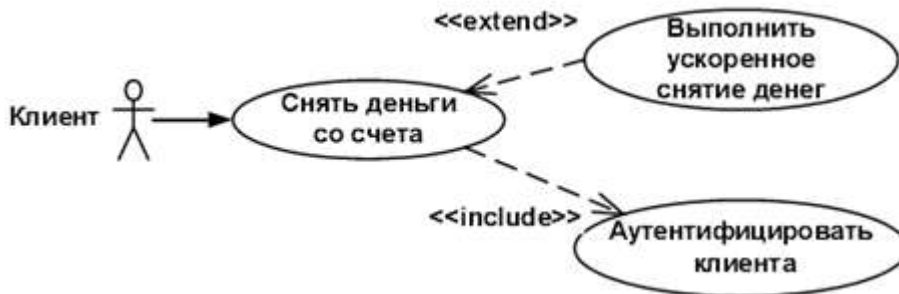 <<extend>>
Выполнить
ускоренное
снятие денег
Клиент
Снять деньги
со счета
<<include>>
Аутентифицировать
клиента